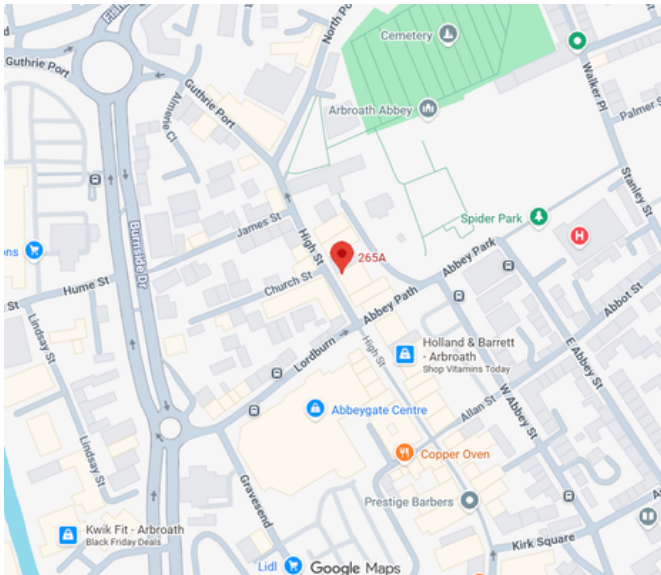 Guthrie Port
North Po
Cemetery
Walker Pl
Palmer S
Almerie Cl
Guthrie Port
Arbroath Abbey
Stanley St
Spider Park
H
James St
High St
265A
Burnside Dr
Abbey Park
ons
Hume St
Church St
Abbey Path
Abbot St
Lindsay St
Lordburn
High St
Holland & Barrett
- Arbroath
Shop Vitamins Today
E Abbey St
W Abbey St
Allan St
Abbeygate Centre
Lindsay St
Copper Oven
Gravesend
Prestige Barbers
Kwik Fit - Arbroath
Black Friday Deals
Kirk Square
Lidl
Google Maps